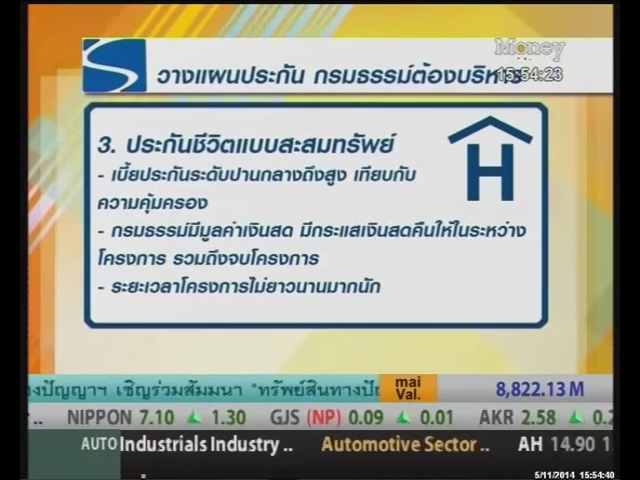 Money
วางแผนประกัน กรมธรรม์ต้องบริหาร
15:54:23
3. ประกันชีวิตแบบสะสมทรัพย์
- เบี้ยประกันระดับปานกลางถึงสูง เทียบกับ
ความคุ้มครอง
- กรมธรรม์มีมูลค่าเงินสด มีกระแสเงินสดคืนให้ในระหว่าง
โครงการ รวมถึงจบโครงการ
- ระยะเวลาโครงการไม่ยาวนานมากนัก
H
เชิญร่วมสัมมนา "ทรัพย์สินทางปัญ
mai
Val.
8,822.13 M
NIPPON 7.10 ▲ 1.30 GJS (NP) 0.09 ▲ 0.01 AKR 2.58 ▲
AUTO Industrials Industry .. Automotive Sector .. AH 14.90
5/11/2014 15:54:40